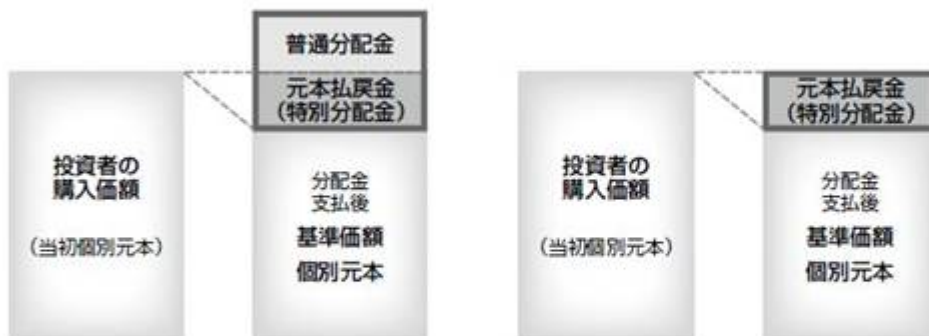 普通分配金
元本払戻金
(特別分配金)
投資者の
購入価額
(当初個別元本)
分配金
支払後
基準価額
個別元本
元本払戻金
(特別分配金)
投資者の
購入価額
(当初個別元本)
分配金
支払後
基準価額
個別元本